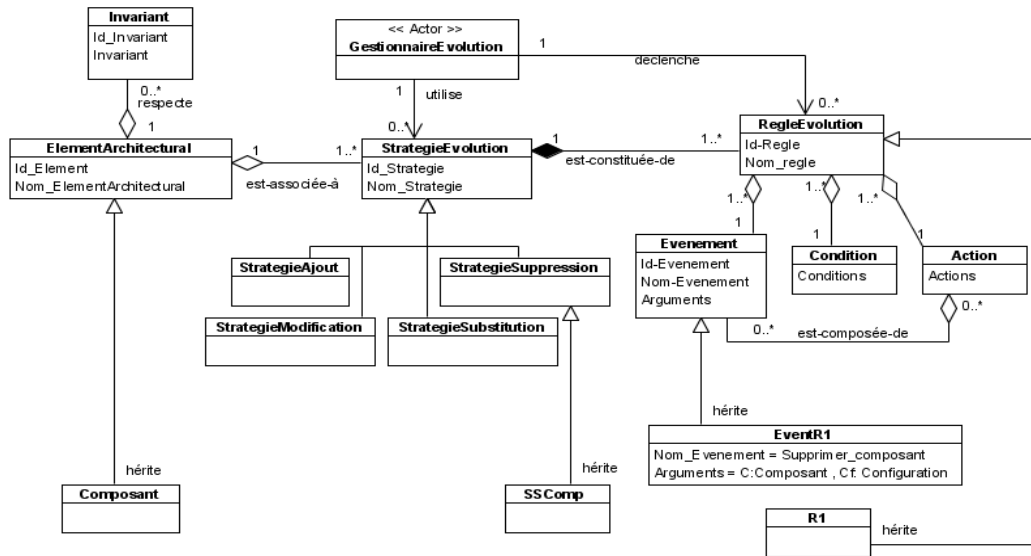 Invariant
Id_Invariant
Invariant
<< Actor >>
GestionnaireEvolution
1
declenche
0..*
respecte
1
1
utilise
0..*
0..*
ElementArchitectural
Id_Element
Nom_ElementArchitectural
1
1..*
est-associée-à
StrategieEvolution
Id_Strategie
Nom_Strategie
1
1..*
est-constituée-de
RegleEvolution
Id-Regle
Nom_regle
1..*
1..*
1..*
1
1
1
StrategieAjout
StrategieSuppression
StrategieModification
StrategieSubstitution
Evenement
Id-Evenement
Nom-Evenement
Arguments
Condition
Conditions
Action
Actions
0..*
0..*
est-composée-de
hérite
EventR1
Nom_Evenement = Supprimer_composant
Arguments = C:Composant , Cf: Configuration
hérite
Composant
hérite
SSComp
R1
hérite